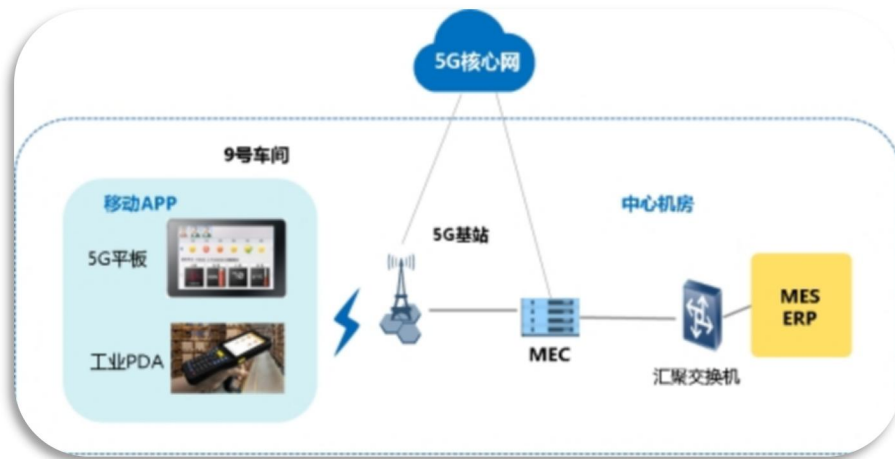 5G核心网
9号车间
移动APP
中心机房
5G基站
5G平板
MES
ERP
MEC
工业PDA
汇聚交换机